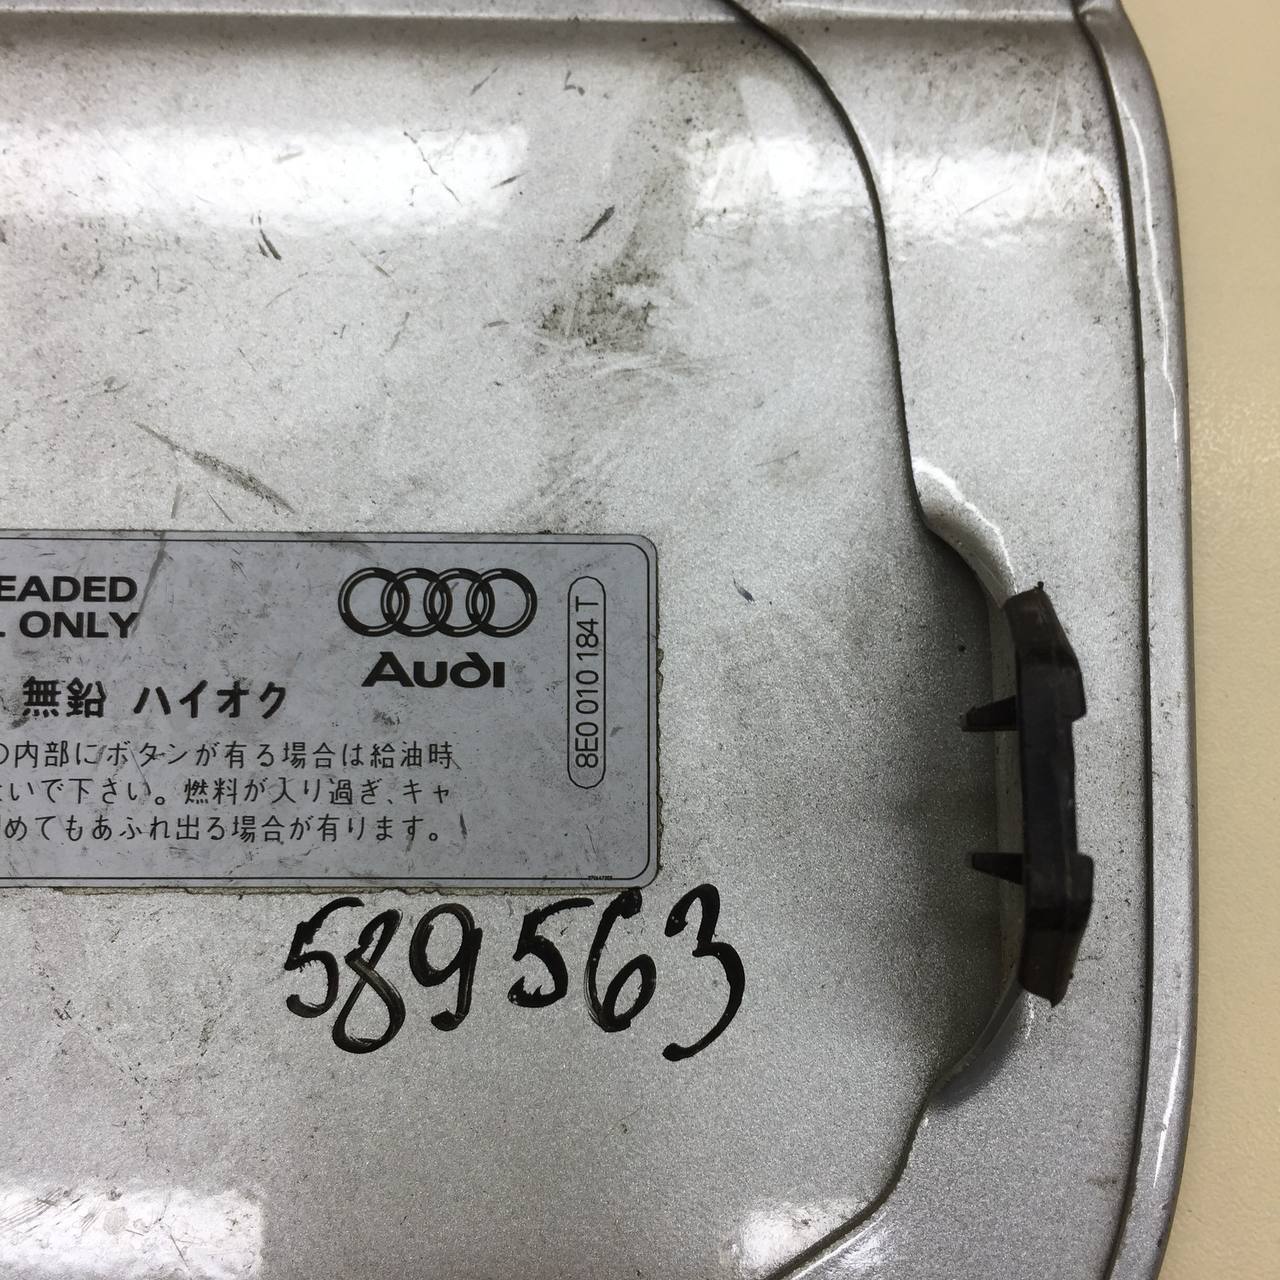 EADED
ONLY
Audi
8E0 010 184 T
無鉛 ハイオク
の内部にボタンが有る場合は給油時
いで下さい。燃料が入り過ぎ、キャ
めてもあふれ出る場合が有ります。
589563